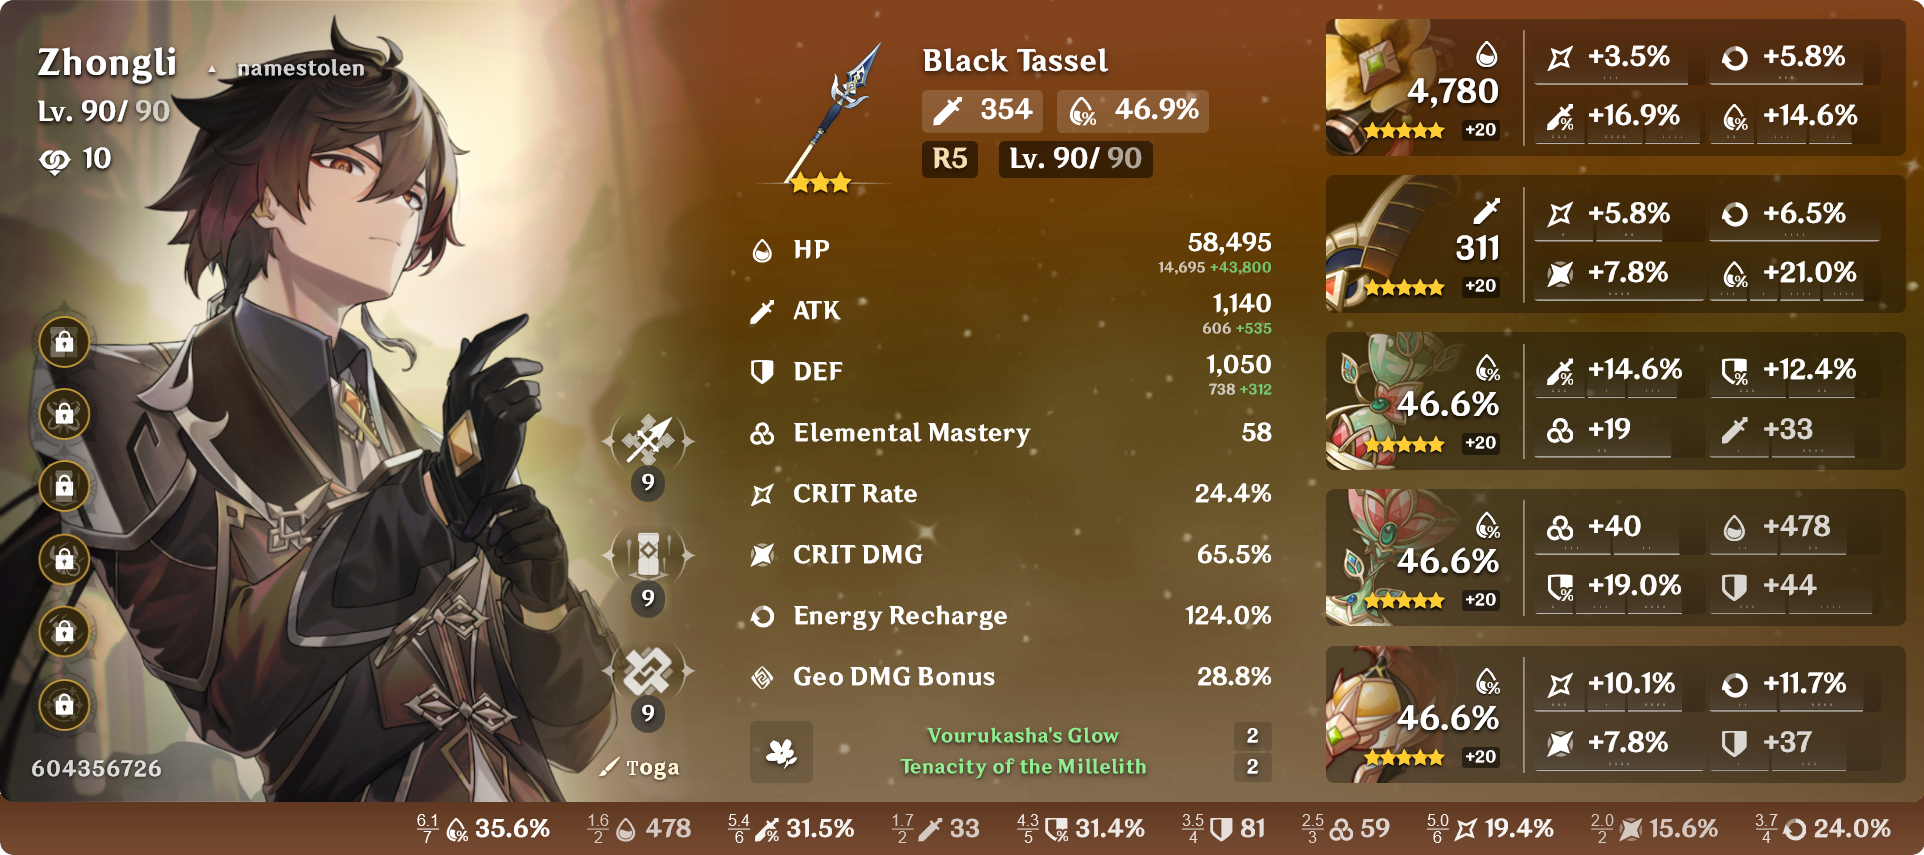 Zhongli ▲ namestolen
Lv. 90/ 90
10
9
9
9
604356726
Toga
Black Tassel
354 46.9%
R5 Lv. 90/ 90
HP 58,495
14,695 +43,800
ATK 1,140
606 +535
DEF 1,050
738 +312
Elemental Mastery 58
CRIT Rate 24.4%
CRIT DMG 65.5%
Energy Recharge 124.0%
Geo DMG Bonus 28.8%
Vourukasha's Glow 2
Tenacity of the Millelith 2
4,780
+20
+3.5% +5.8%
+16.9% +14.6%
311
+20
+5.8% +6.5%
+7.8% +21.0%
46.6%
+20
+14.6% +12.4%
+19 +33
46.6%
+20
+40 +478
+19.0% +44
46.6%
+20
+10.1% +11.7%
+7.8% +37
6.1/7 35.6% 1.6/2 478 5.4/6 31.5% 1.7/2 33 4.3/5 31.4% 3.5/4 81 2.5/3 59 5.0/6 19.4% 2.0/2 15.6% 3.7/4 24.0%